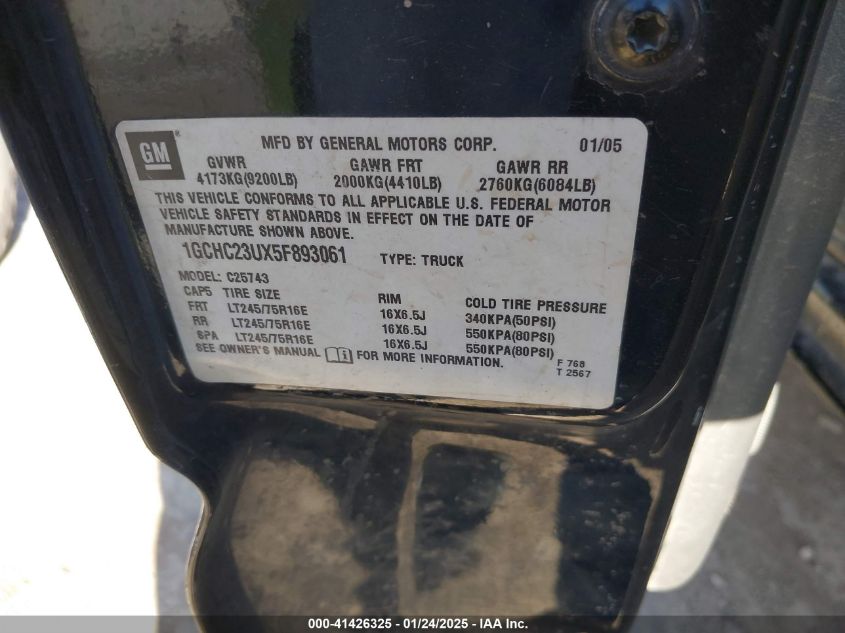 GM
MFD BY GENERAL MOTORS CORP. 01/05
GVWR GAWR FRT GAWR RR
4173KG(9200LB) 2000KG(4410LB) 2760KG(6084LB)
THIS VEHICLE CONFORMS TO ALL APPLICABLE U.S. FEDERAL MOTOR
VEHICLE SAFETY STANDARDS IN EFFECT ON THE DATE OF
MANUFACTURE SHOWN ABOVE.
1GCHC23UX5F893061 TYPE: TRUCK
MODEL: C25743
CAP5 TIRE SIZE RIM COLD TIRE PRESSURE
FRT LT245/75R16E 16X6.5J 340KPA(50PSI)
RR LT245/75R16E 16X6.5J 550KPA(80PSI)
SPA LT245/75R16E 16X6.5J 550KPA(80PSI)
SEE OWNER'S MANUAL FOR MORE INFORMATION.
F 768
T 2567
000-41426325 - 01/24/2025 - IAA Inc.